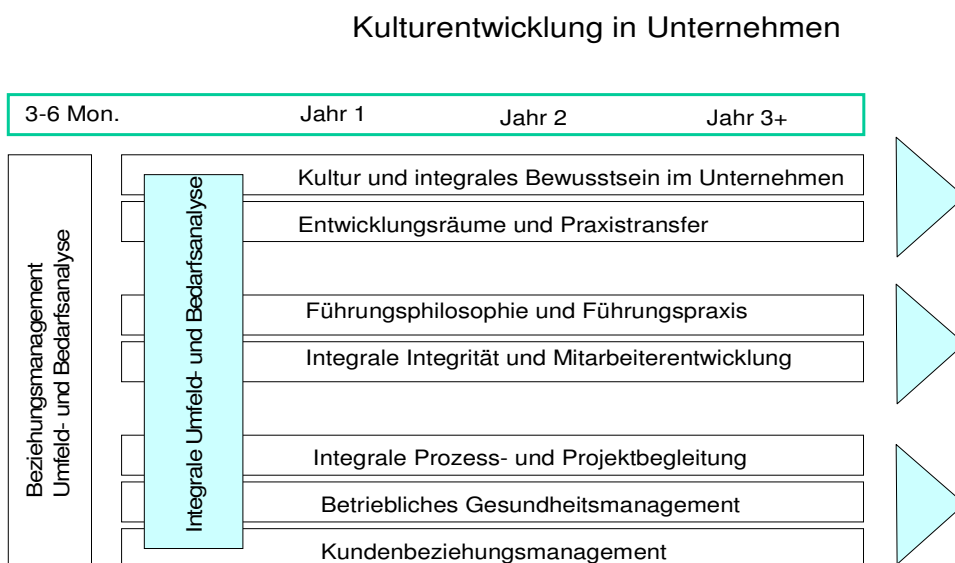 Kulturentwicklung in Unternehmen
3-6 Mon.
Jahr 1
Jahr 2
Jahr 3+
Beziehungsmanagement
Umfeld- und Bedarfsanalyse
Integrale Umfeld- und Bedarfsanalyse
Kultur und integrales Bewusstsein im Unternehmen
Entwicklungsräume und Praxistransfer
Führungsphilosophie und Führungspraxis
Integrale Integrität und Mitarbeiterentwicklung
Integrale Prozess- und Projektbegleitung
Betriebliches Gesundheitsmanagement
Kundenbeziehungsmanagement